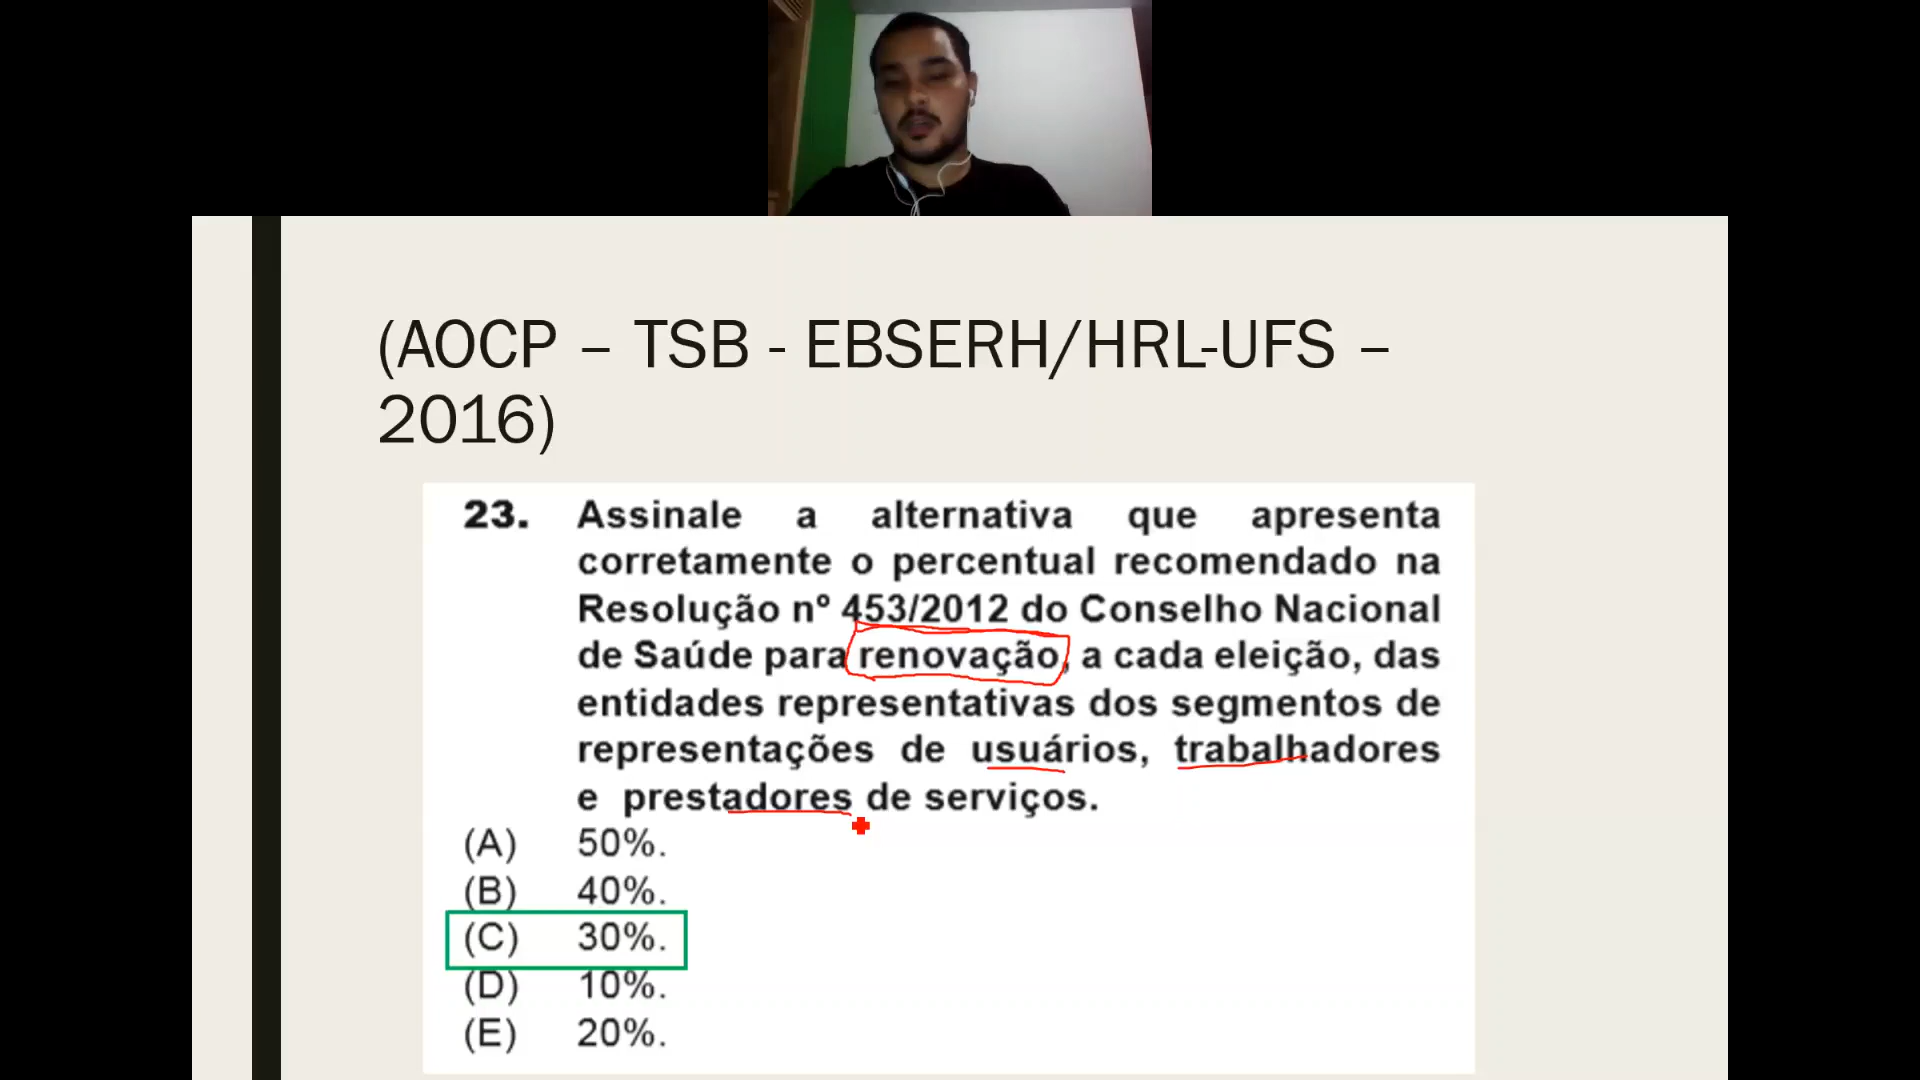 (AOCP – TSB - EBSERH/HRL-UFS –
2016)
23. Assinale a alternativa que apresenta
corretamente o percentual recomendado na
Resolução nº 453/2012 do Conselho Nacional
de Saúde para renovação, a cada eleição, das
entidades representativas dos segmentos de
representações de usuários, trabalhadores
e prestadores de serviços.
(A) 50%.
(B) 40%.
(C) 30%.
(D) 10%.
(E) 20%.